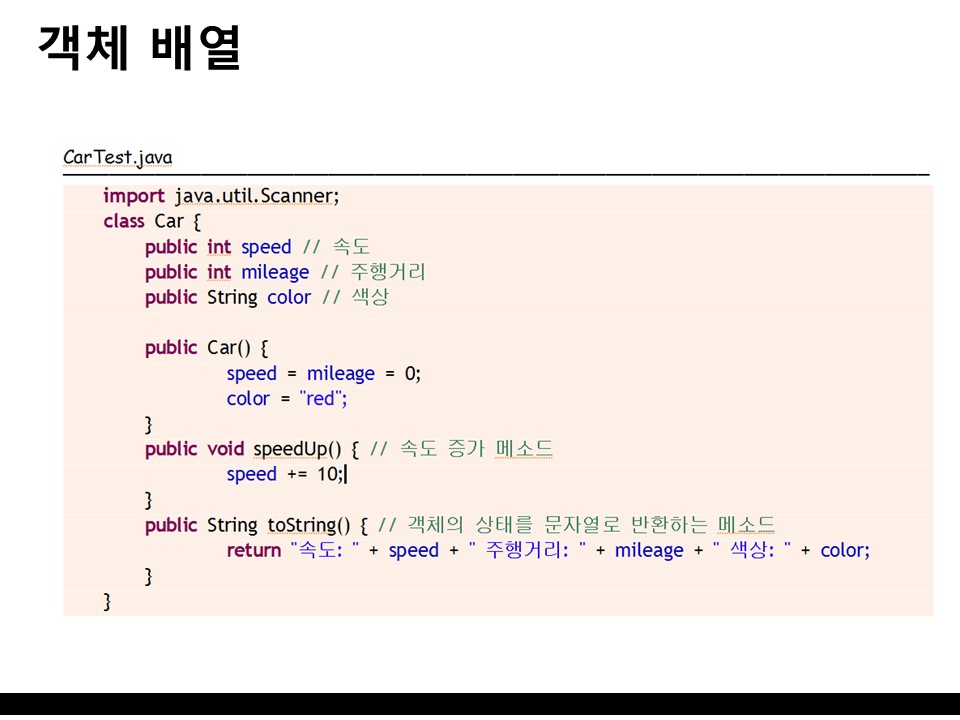 객체 배열
CarTest.java
import java.util.Scanner;
class Car {
public int speed // 속도
public int mileage // 주행거리
public String color // 색상
public Car() {
speed = mileage = 0;
color = "red";
}
public void speedUp() { // 속도 증가 메소드
speed += 10;
}
public String toString() { // 객체의 상태를 문자열로 반환하는 메소드
return "속도: " + speed + " 주행거리: " + mileage + " 색상: " + color;
}
}